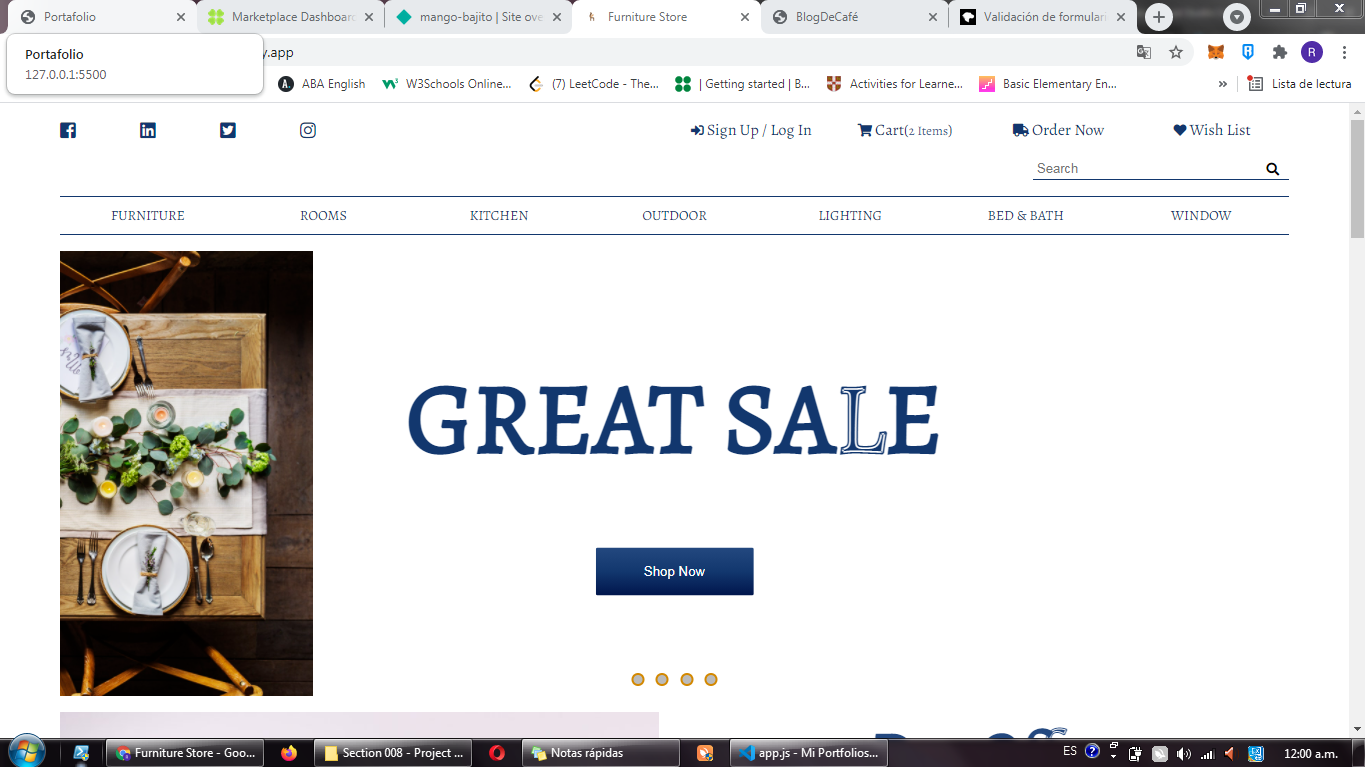 Portafolio
Marketplace Dashboard
mango-bajito | Site ove
Furniture Store
BlogDeCafé
Validación de formulari
Portafolio
127.0.0.1:5500
y.app
R
A.
ABA English
W3Schools Online...
(7) LeetCode - The...
| Getting started | B...
Activities for Learne...
Basic Elementary En...
»
Lista de lectura
Sign Up / Log In
Cart(2 Items)
Order Now
Wish List
Search
FURNITURE
ROOMS
KITCHEN
OUTDOOR
LIGHTING
BED & BATH
WINDOW
GREAT SALE
Shop Now
Furniture Store - Goo...
Section 008 - Project ...
Notas rápidas
app.js - Mi Portfolios...
ES
12:00 a.m.